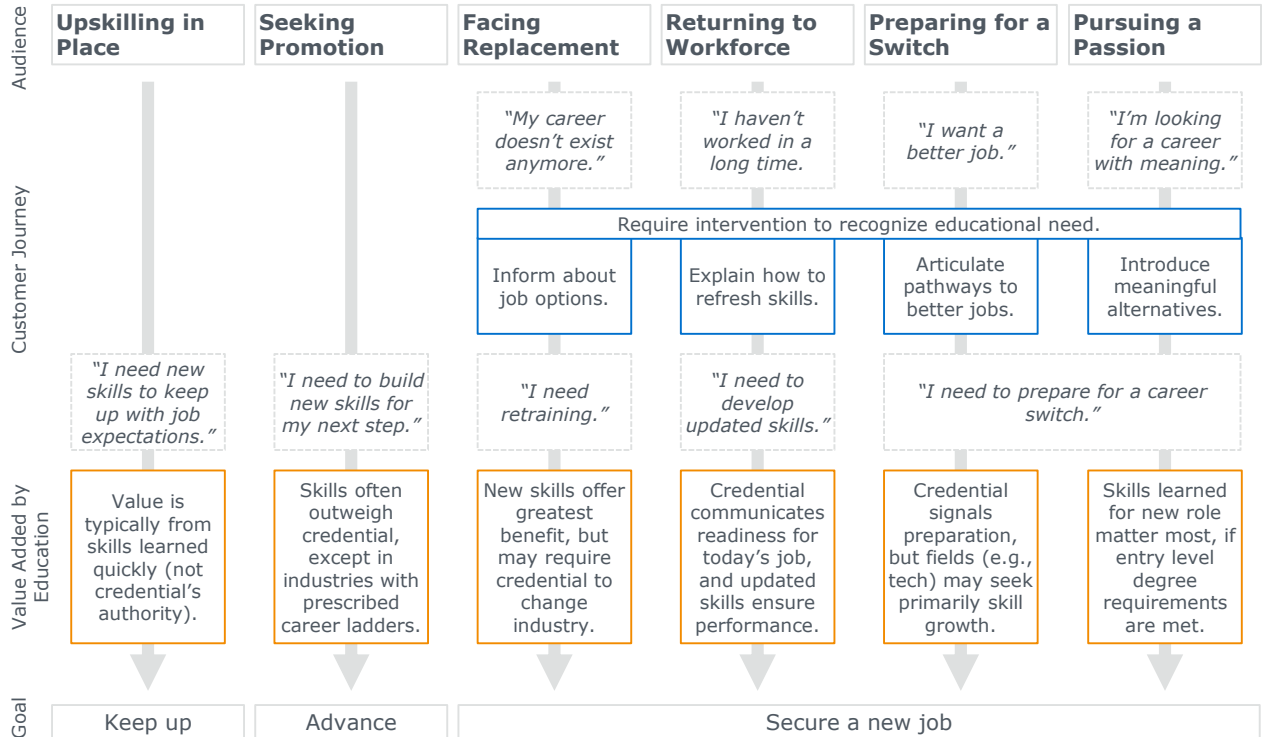 Audience
Upskilling in
Place
Seeking
Promotion
Facing
Replacement
Returning to
Workforce
Preparing for a
Switch
Pursuing a
Passion
Customer Journey
“My career
doesn’t exist
anymore.”
“I haven’t
worked in a
long time.
“I want a
better job.”
“I’m looking
for a career
with meaning.”
Require intervention to recognize educational need.
Inform about
job options.
Explain how to
refresh skills.
Articulate
pathways to
better jobs.
Introduce
meaningful
alternatives.
“I need new
skills to keep
up with job
expectations.”
“I need to build
new skills for
my next step.”
“I need
retraining.”
“I need to
develop
updated skills.”
“I need to prepare for a career
switch.”
Value Added by
Education
Value is
typically from
skills learned
quickly (not
credential’s
authority).
Skills often
outweigh
credential,
except in
industries with
prescribed
career ladders.
New skills offer
greatest
benefit, but
may require
credential to
change
industry.
Credential
communicates
readiness for
today’s job,
and updated
skills ensure
performance.
Credential
signals
preparation,
but fields (e.g.,
tech) may seek
primarily skill
growth.
Skills learned
for new role
matter most, if
entry level
degree
requirements
are met.
Goal
Keep up
Advance
Secure a new job